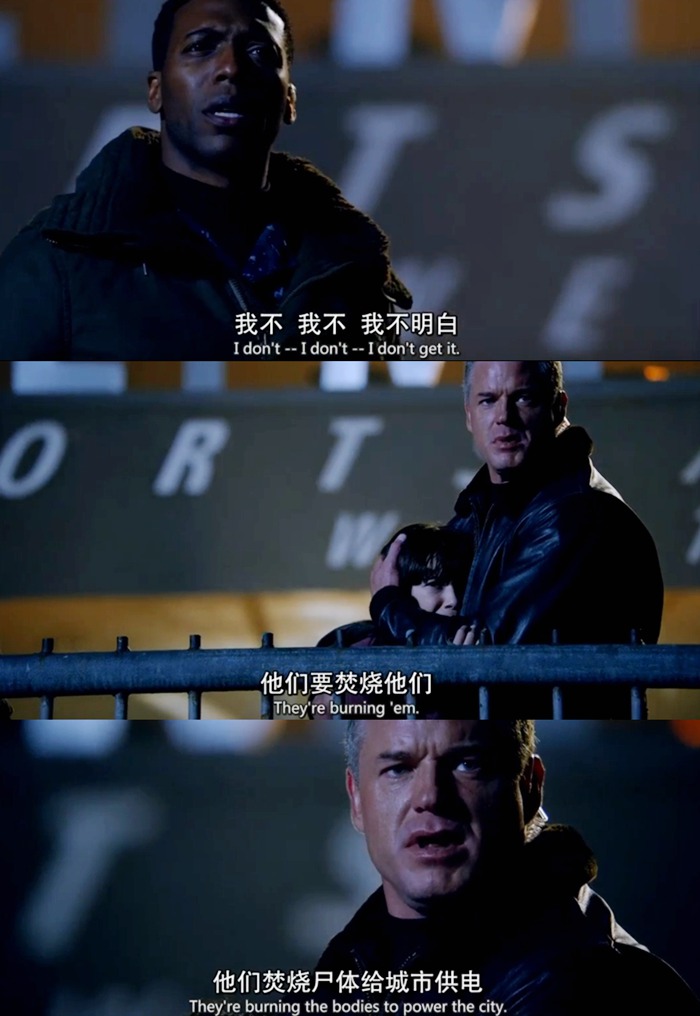 T S
W E
我不 我不 我不明白
I don't -- I don't -- I don't get it.
O R T
W
他们要焚烧他们
They're burning 'em.
T S
他们焚烧尸体给城市供电
They're burning the bodies to power the city.